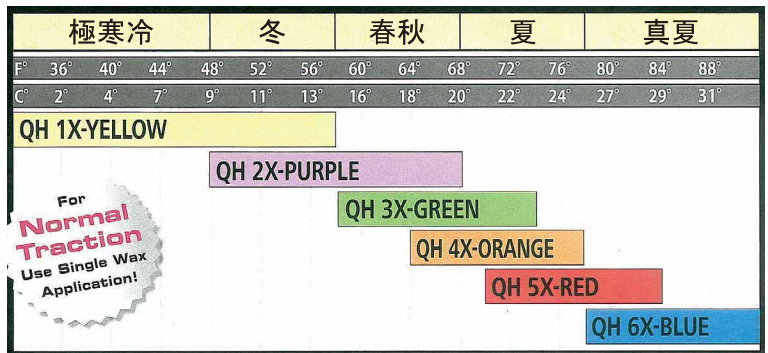 極寒冷 冬 春秋 夏 真夏
F° 36° 40° 44° 48° 52° 56° 60° 64° 68° 72° 76° 80° 84° 88°
C° 2° 4° 7° 9° 11° 13° 16° 18° 20° 22° 24° 27° 29° 31°
QH 1X-YELLOW
QH 2X-PURPLE
QH 3X-GREEN
QH 4X-ORANGE
QH 5X-RED
QH 6X-BLUE
For
Normal
Traction
Use Single Wax
Application!